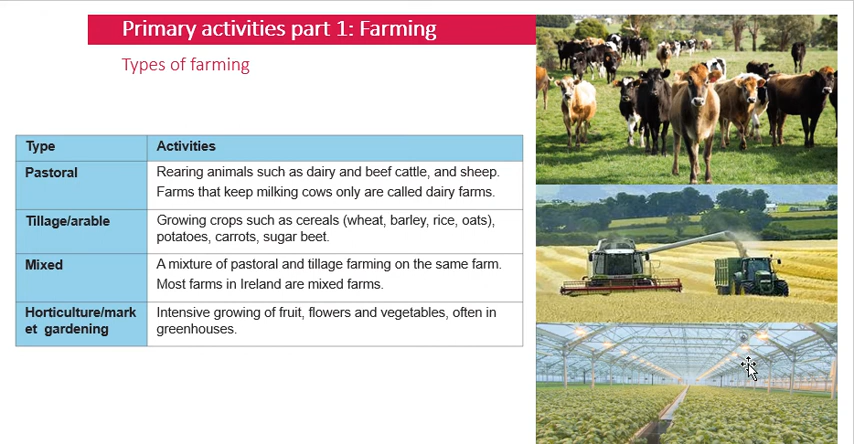 Primary activities part 1: Farming
Types of farming
Type
Activities
Pastoral
Rearing animals such as dairy and beef cattle, and sheep.
Farms that keep milking cows only are called dairy farms.
Tillage/arable
Growing crops such as cereals (wheat, barley, rice, oats),
potatoes, carrots, sugar beet.
Mixed
A mixture of pastoral and tillage farming on the same farm.
Most farms in Ireland are mixed farms.
Horticulture/mark
et gardening
Intensive growing of fruit, flowers and vegetables, often in
greenhouses.